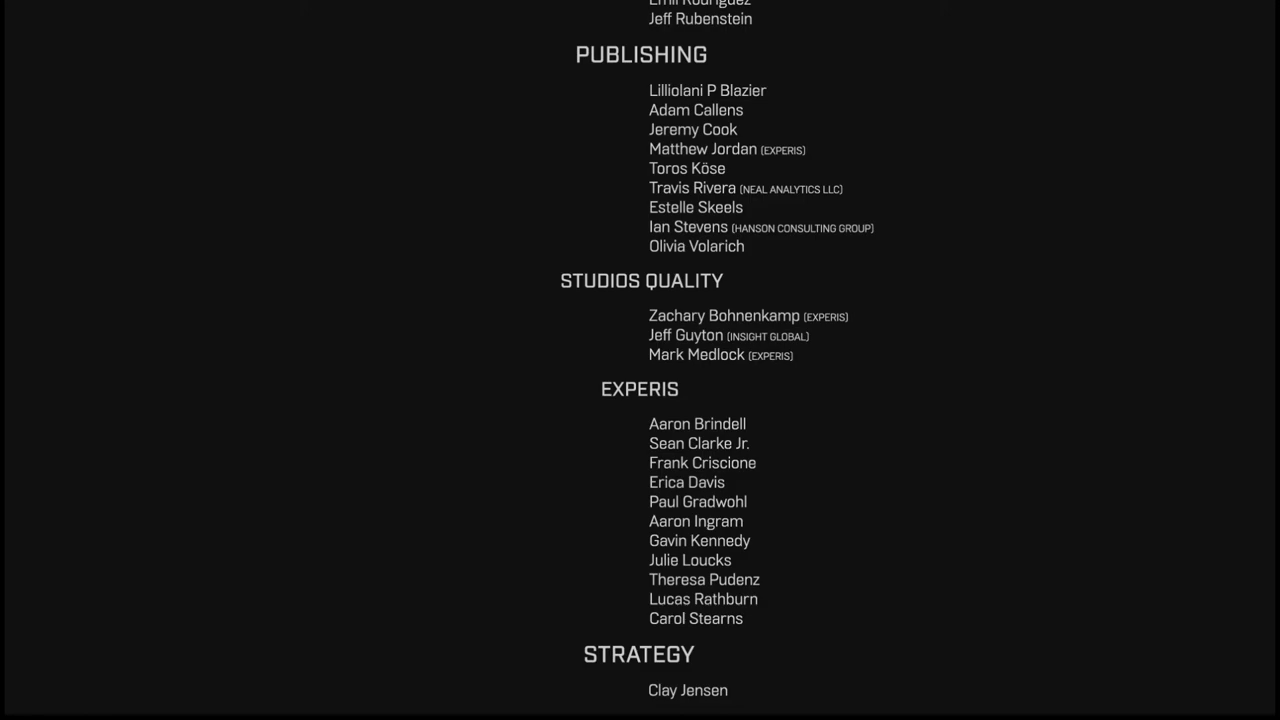 Emil Rodriguez
Jeff Rubenstein
PUBLISHING
Lilliolani P Blazier
Adam Callens
Jeremy Cook
Matthew Jordan (EXPERIS)
Toros Köse
Travis Rivera (NEAL ANALYTICS LLC)
Estelle Skeels
Ian Stevens (HANSON CONSULTING GROUP)
Olivia Volarich
STUDIOS QUALITY
Zachary Bohnenkamp (EXPERIS)
Jeff Guyton (INSIGHT GLOBAL)
Mark Medlock (EXPERIS)
EXPERIS
Aaron Brindell
Sean Clarke Jr.
Frank Criscione
Erica Davis
Paul Gradwohl
Aaron Ingram
Gavin Kennedy
Julie Loucks
Theresa Pudenz
Lucas Rathburn
Carol Stearns
STRATEGY
Clay Jensen